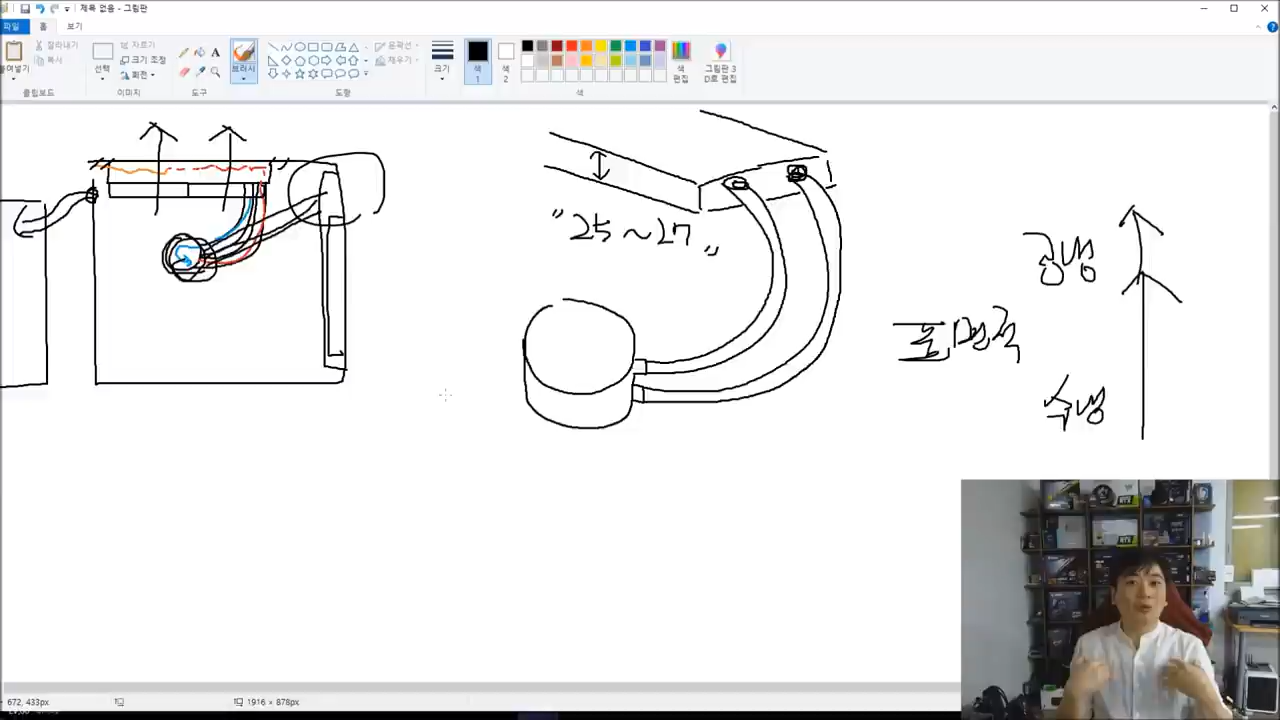 제목 없음 - 그림판
파일
홈
보기
붙여넣기
잘라내기
복사
클립보드
선택
자르기
크기 조정
회전
이미지
A
도구
브러시
윤곽선
채우기
도형
크기
색
1
색
2
색
편집
그림판 3
D로 편집
색
"25~27"
공냉
표면적
수냉
672, 433px
1916 × 878px